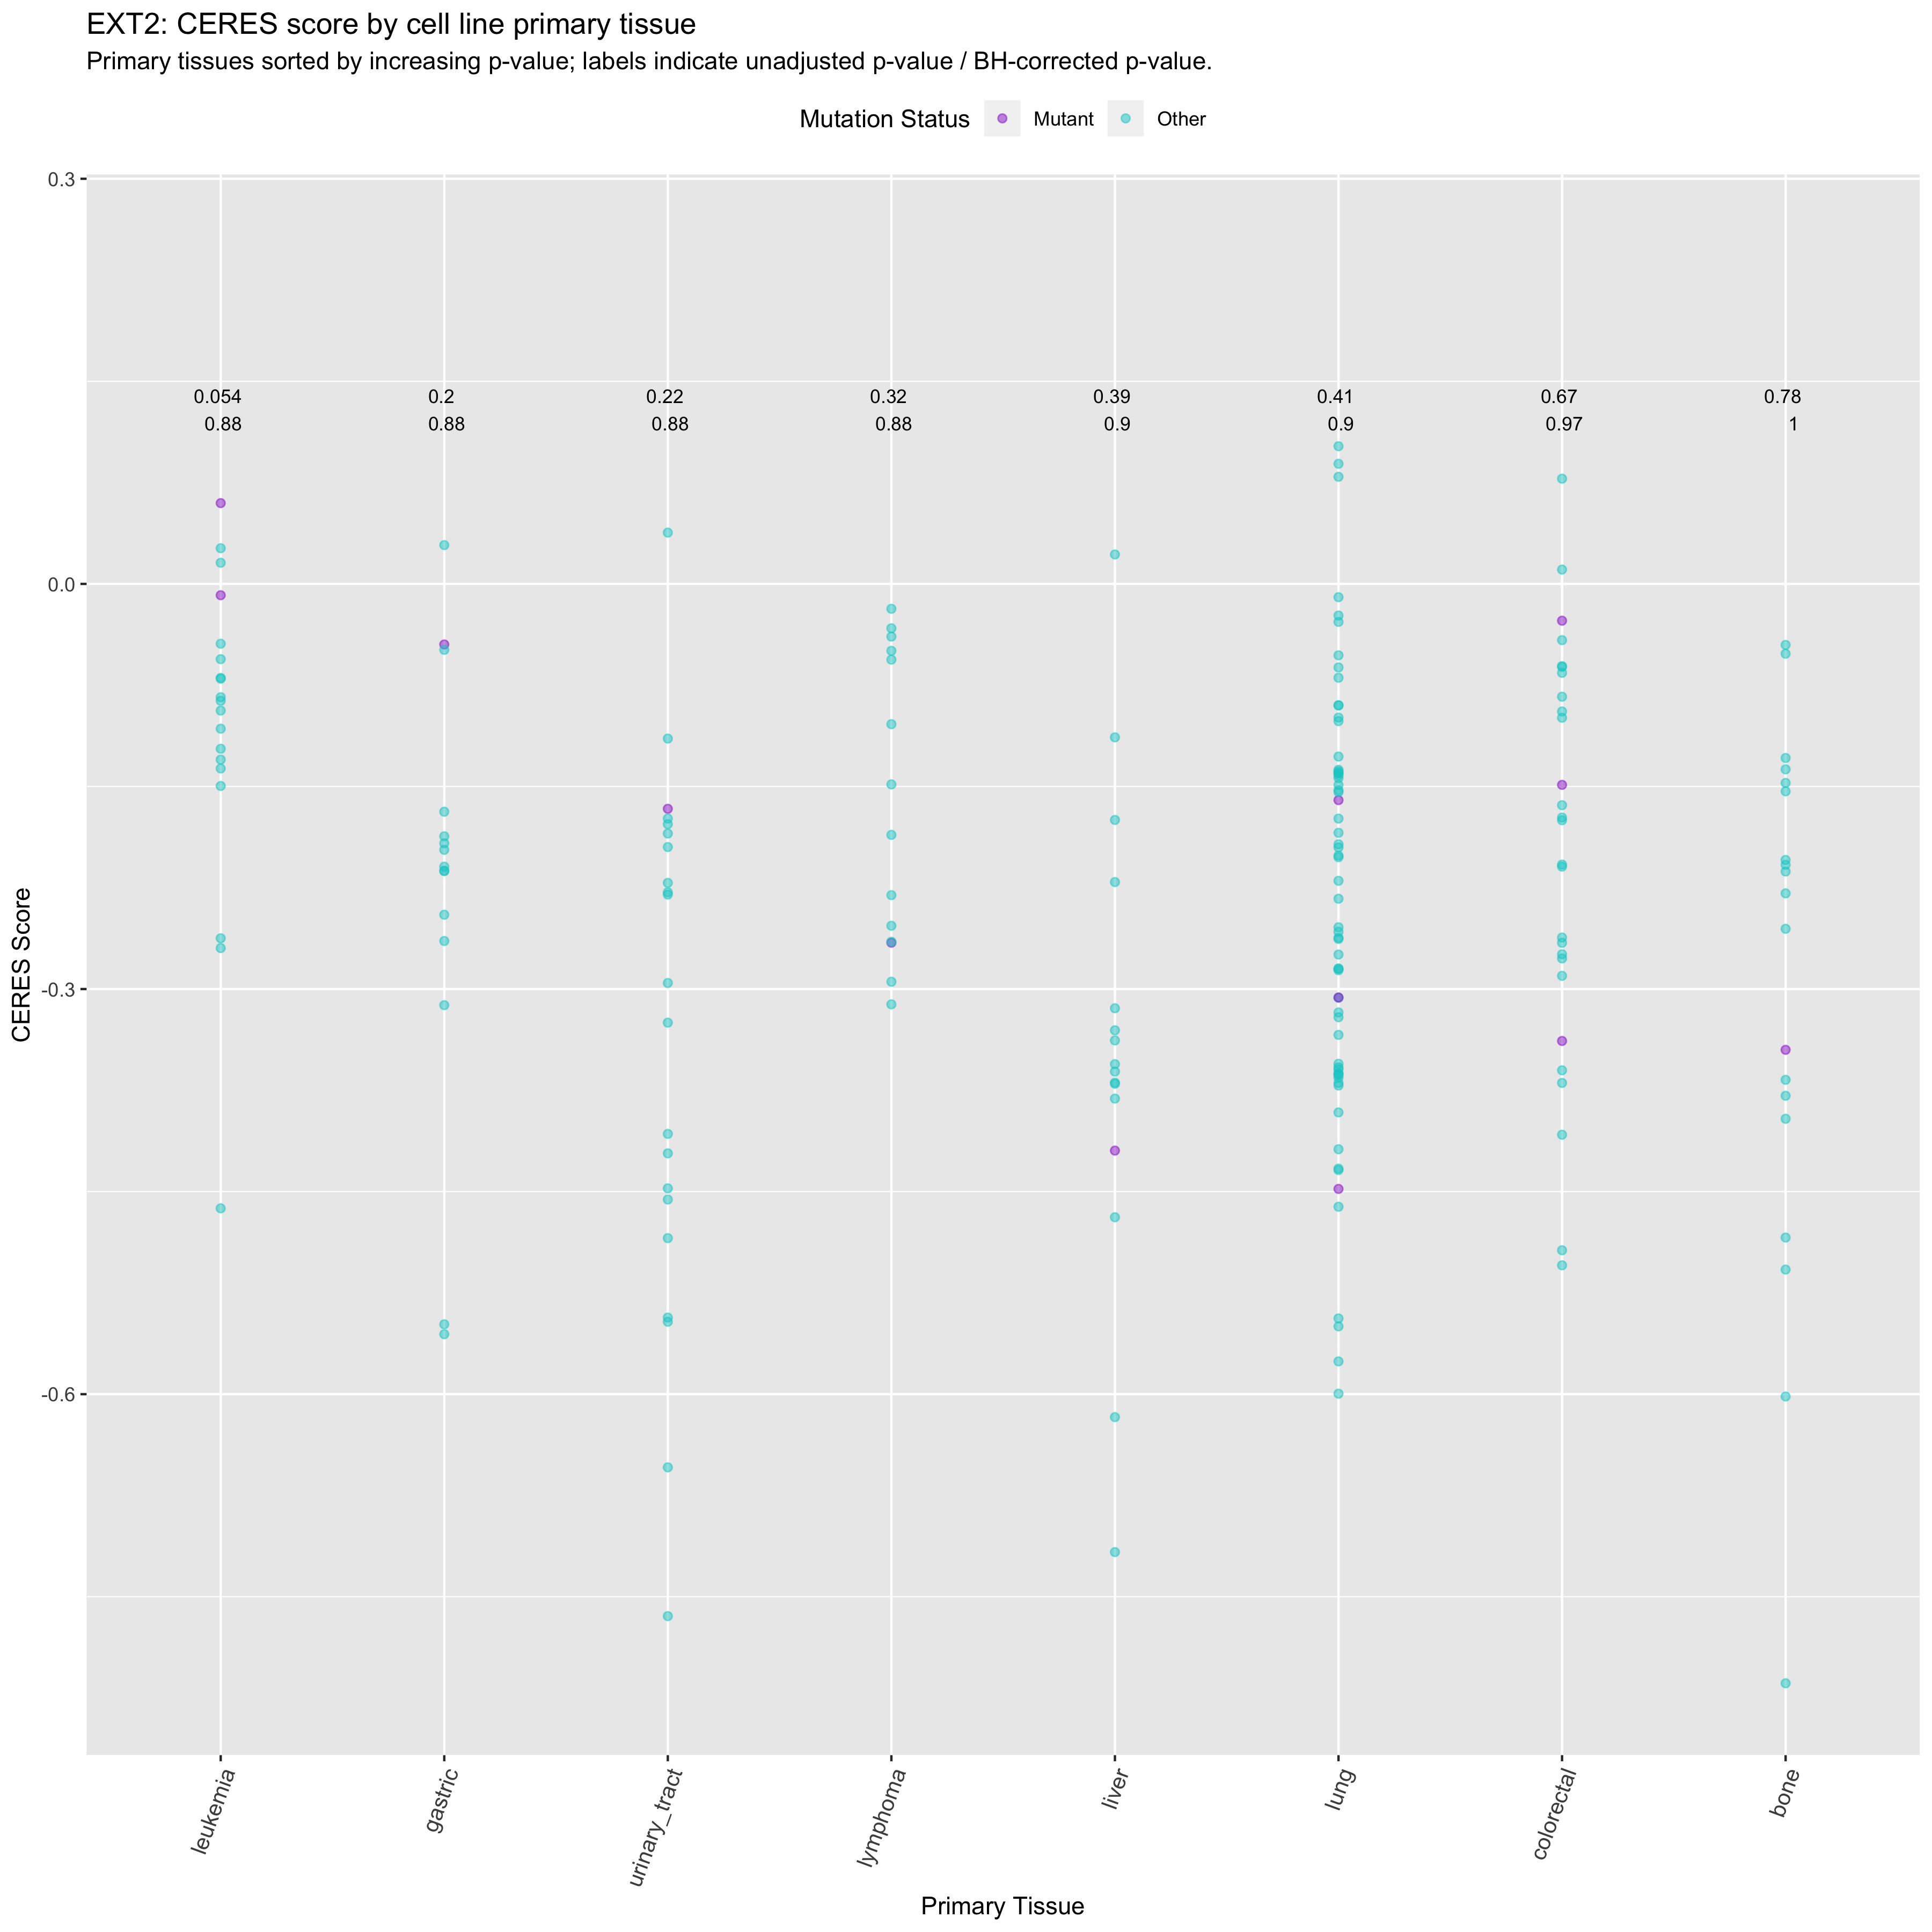 EXT2: CERES score by cell line primary tissue
Primary tissues sorted by increasing p-value; labels indicate unadjusted p-value / BH-corrected p-value.
Mutation Status Mutant Other
0.3
0.054 0.2 0.22 0.32 0.39 0.41 0.67 0.78
0.88 0.88 0.88 0.88 0.9 0.9 0.97 1
0.0
CERES Score
-0.3
-0.6
leukemia gastric urinary_tract lymphoma liver lung colorectal bone
Primary Tissue